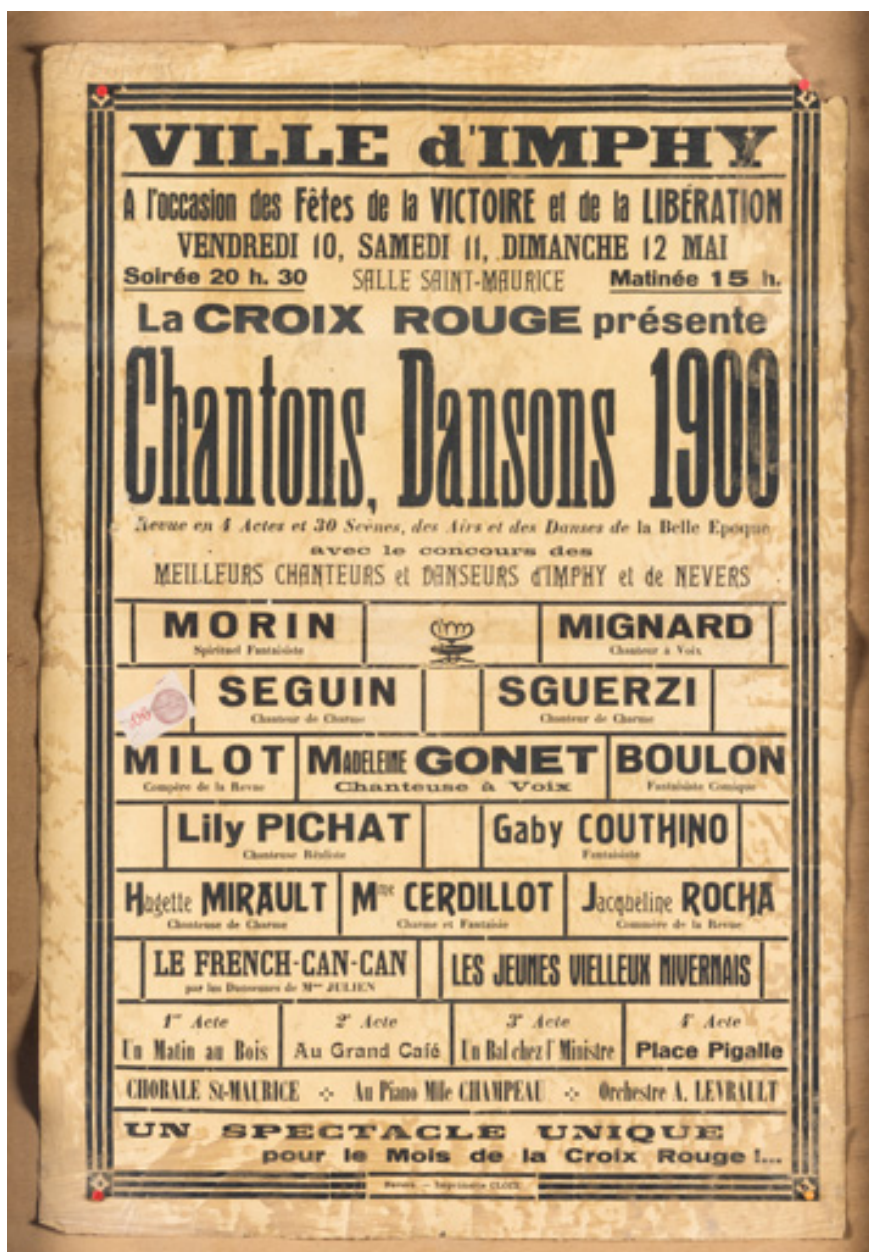 VILLE d'IMPHY
A l'occasion des Fêtes de la VICTOIRE et de la LIBÉRATION
VENDREDI 10, SAMEDI 11, DIMANCHE 12 MAI
Soirée 20 h. 30 SALLE SAINT-MAURICE Matinée 15 h.
La CROIX ROUGE présente
Chantons, Dansons 1900
Revue en 4 Actes et 30 Scènes, des Airs et des Danses de la Belle Epoque
avec le concours des
MEILLEURS CHANTEURS et DANSEURS d'IMPHY et de NEVERS
MORIN MIGNARD
Spirituel Fantaisiste Chanteur à Voix
SEGUIN SGUERZI
Chanteur de Charme Chanteur de Charme
MILOT MADELEINE GONET BOULON
Compère de la Revue Chanteuse à Voix Fantaisiste Comique
Lily PICHAT Gaby COUTHINO
Chanteuse Réaliste Fantaisiste
Hugette MIRAULT Mme CERDILLOT Jacqueline ROCHA
Chanteuse de Charme Charme et Fantaisie Commère de la Revue
LE FRENCH-CAN-CAN LES JEUNES VIELLEUX NIVERNAIS
par les Danseuses de Mme JULIEN
1er Acte 2e Acte 3e Acte 4e Acte
Un Matin au Bois Au Grand Café Un Bal chez l' Ministre Place Pigalle
CHORALE St-MAURICE Au Piano Mlle CHAMPEAU Orchestre A. LEVRAULT
UN SPECTACLE UNIQUE
pour le Mois de la Croix Rouge !...
Nevers. — Imprimerie